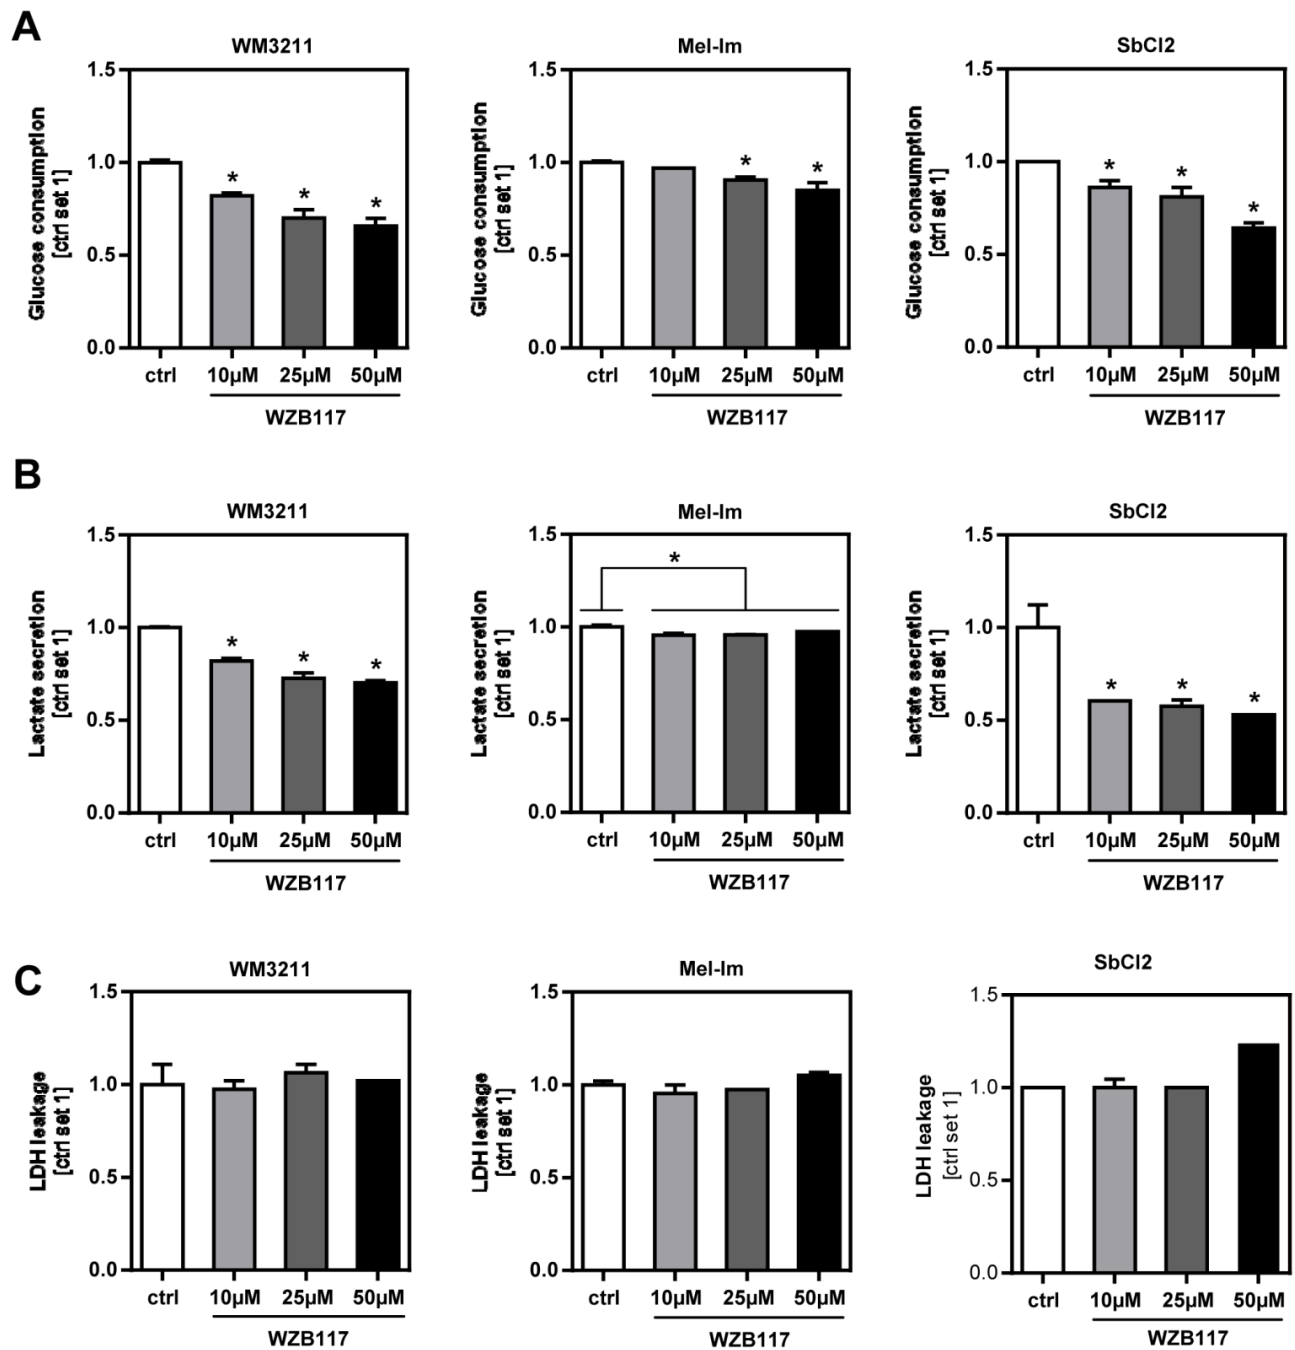 A
WM3211
Mel-Im
SbCl2
Glucose consumption
[ctrl set 1]
1.5
1.0
0.5
0.0
*
*
*
ctrl
10µM
25µM
50µM
WZB117
Glucose consumption
[ctrl set 1]
1.5
1.0
0.5
0.0
*
*
ctrl
10µM
25µM
50µM
WZB117
Glucose consumption
[ctrl set 1]
1.5
1.0
0.5
0.0
*
*
*
ctrl
10µM
25µM
50µM
WZB117
B
WM3211
Mel-Im
SbCl2
Lactate secretion
[ctrl set 1]
1.5
1.0
0.5
0.0
*
*
*
ctrl
10µM
25µM
50µM
WZB117
Lactate secretion
[ctrl set 1]
1.5
1.0
0.5
0.0
*
ctrl
10µM
25µM
50µM
WZB117
Lactate secretion
[ctrl set 1]
1.5
1.0
0.5
0.0
*
*
*
ctrl
10µM
25µM
50µM
WZB117
C
WM3211
Mel-Im
SbCl2
LDH leakage
[ctrl set 1]
1.5
1.0
0.5
0.0
ctrl
10µM
25µM
50µM
WZB117
LDH leakage
[ctrl set 1]
1.5
1.0
0.5
0.0
ctrl
10µM
25µM
50µM
WZB117
LDH leakage
[ctrl set 1]
1.5
1.0
0.5
0.0
ctrl
10µM
25µM
50µM
WZB117